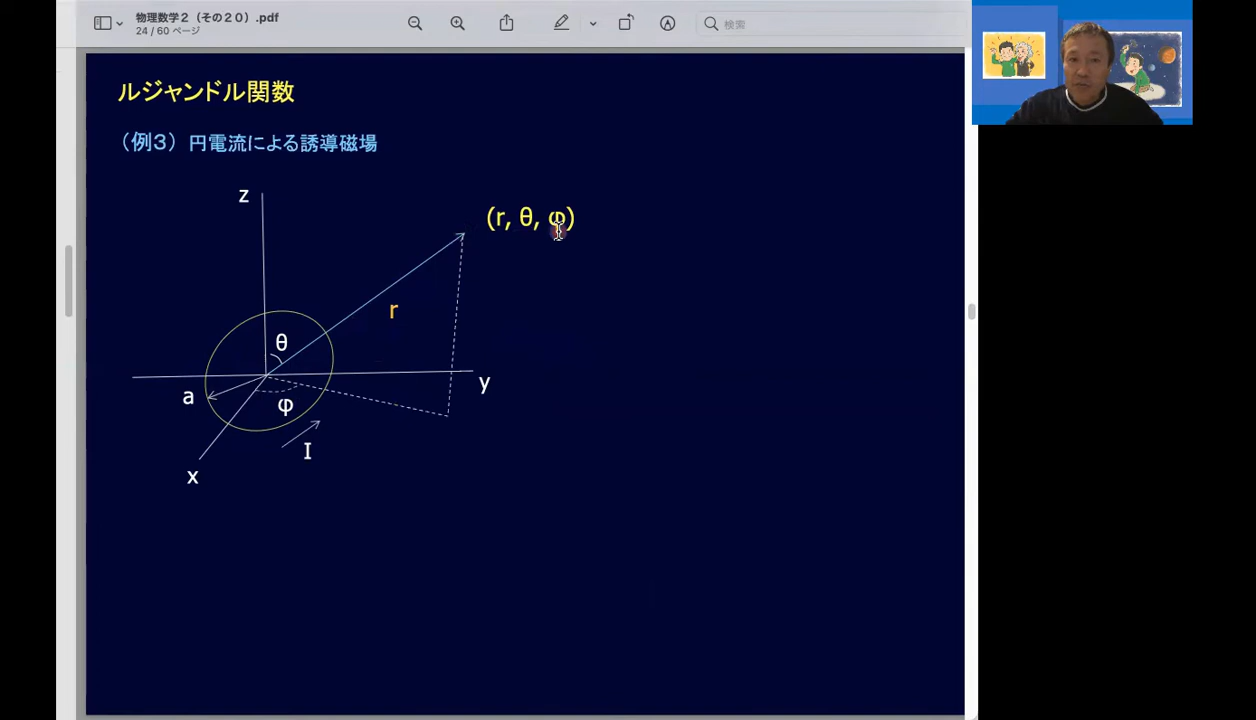 物理数学２（その２０）.pdf
24 / 60 ページ
検索
ルジャンドル関数
（例３）円電流による誘導磁場
z
(r, θ, φ)
r
θ
y
a
φ
I
x